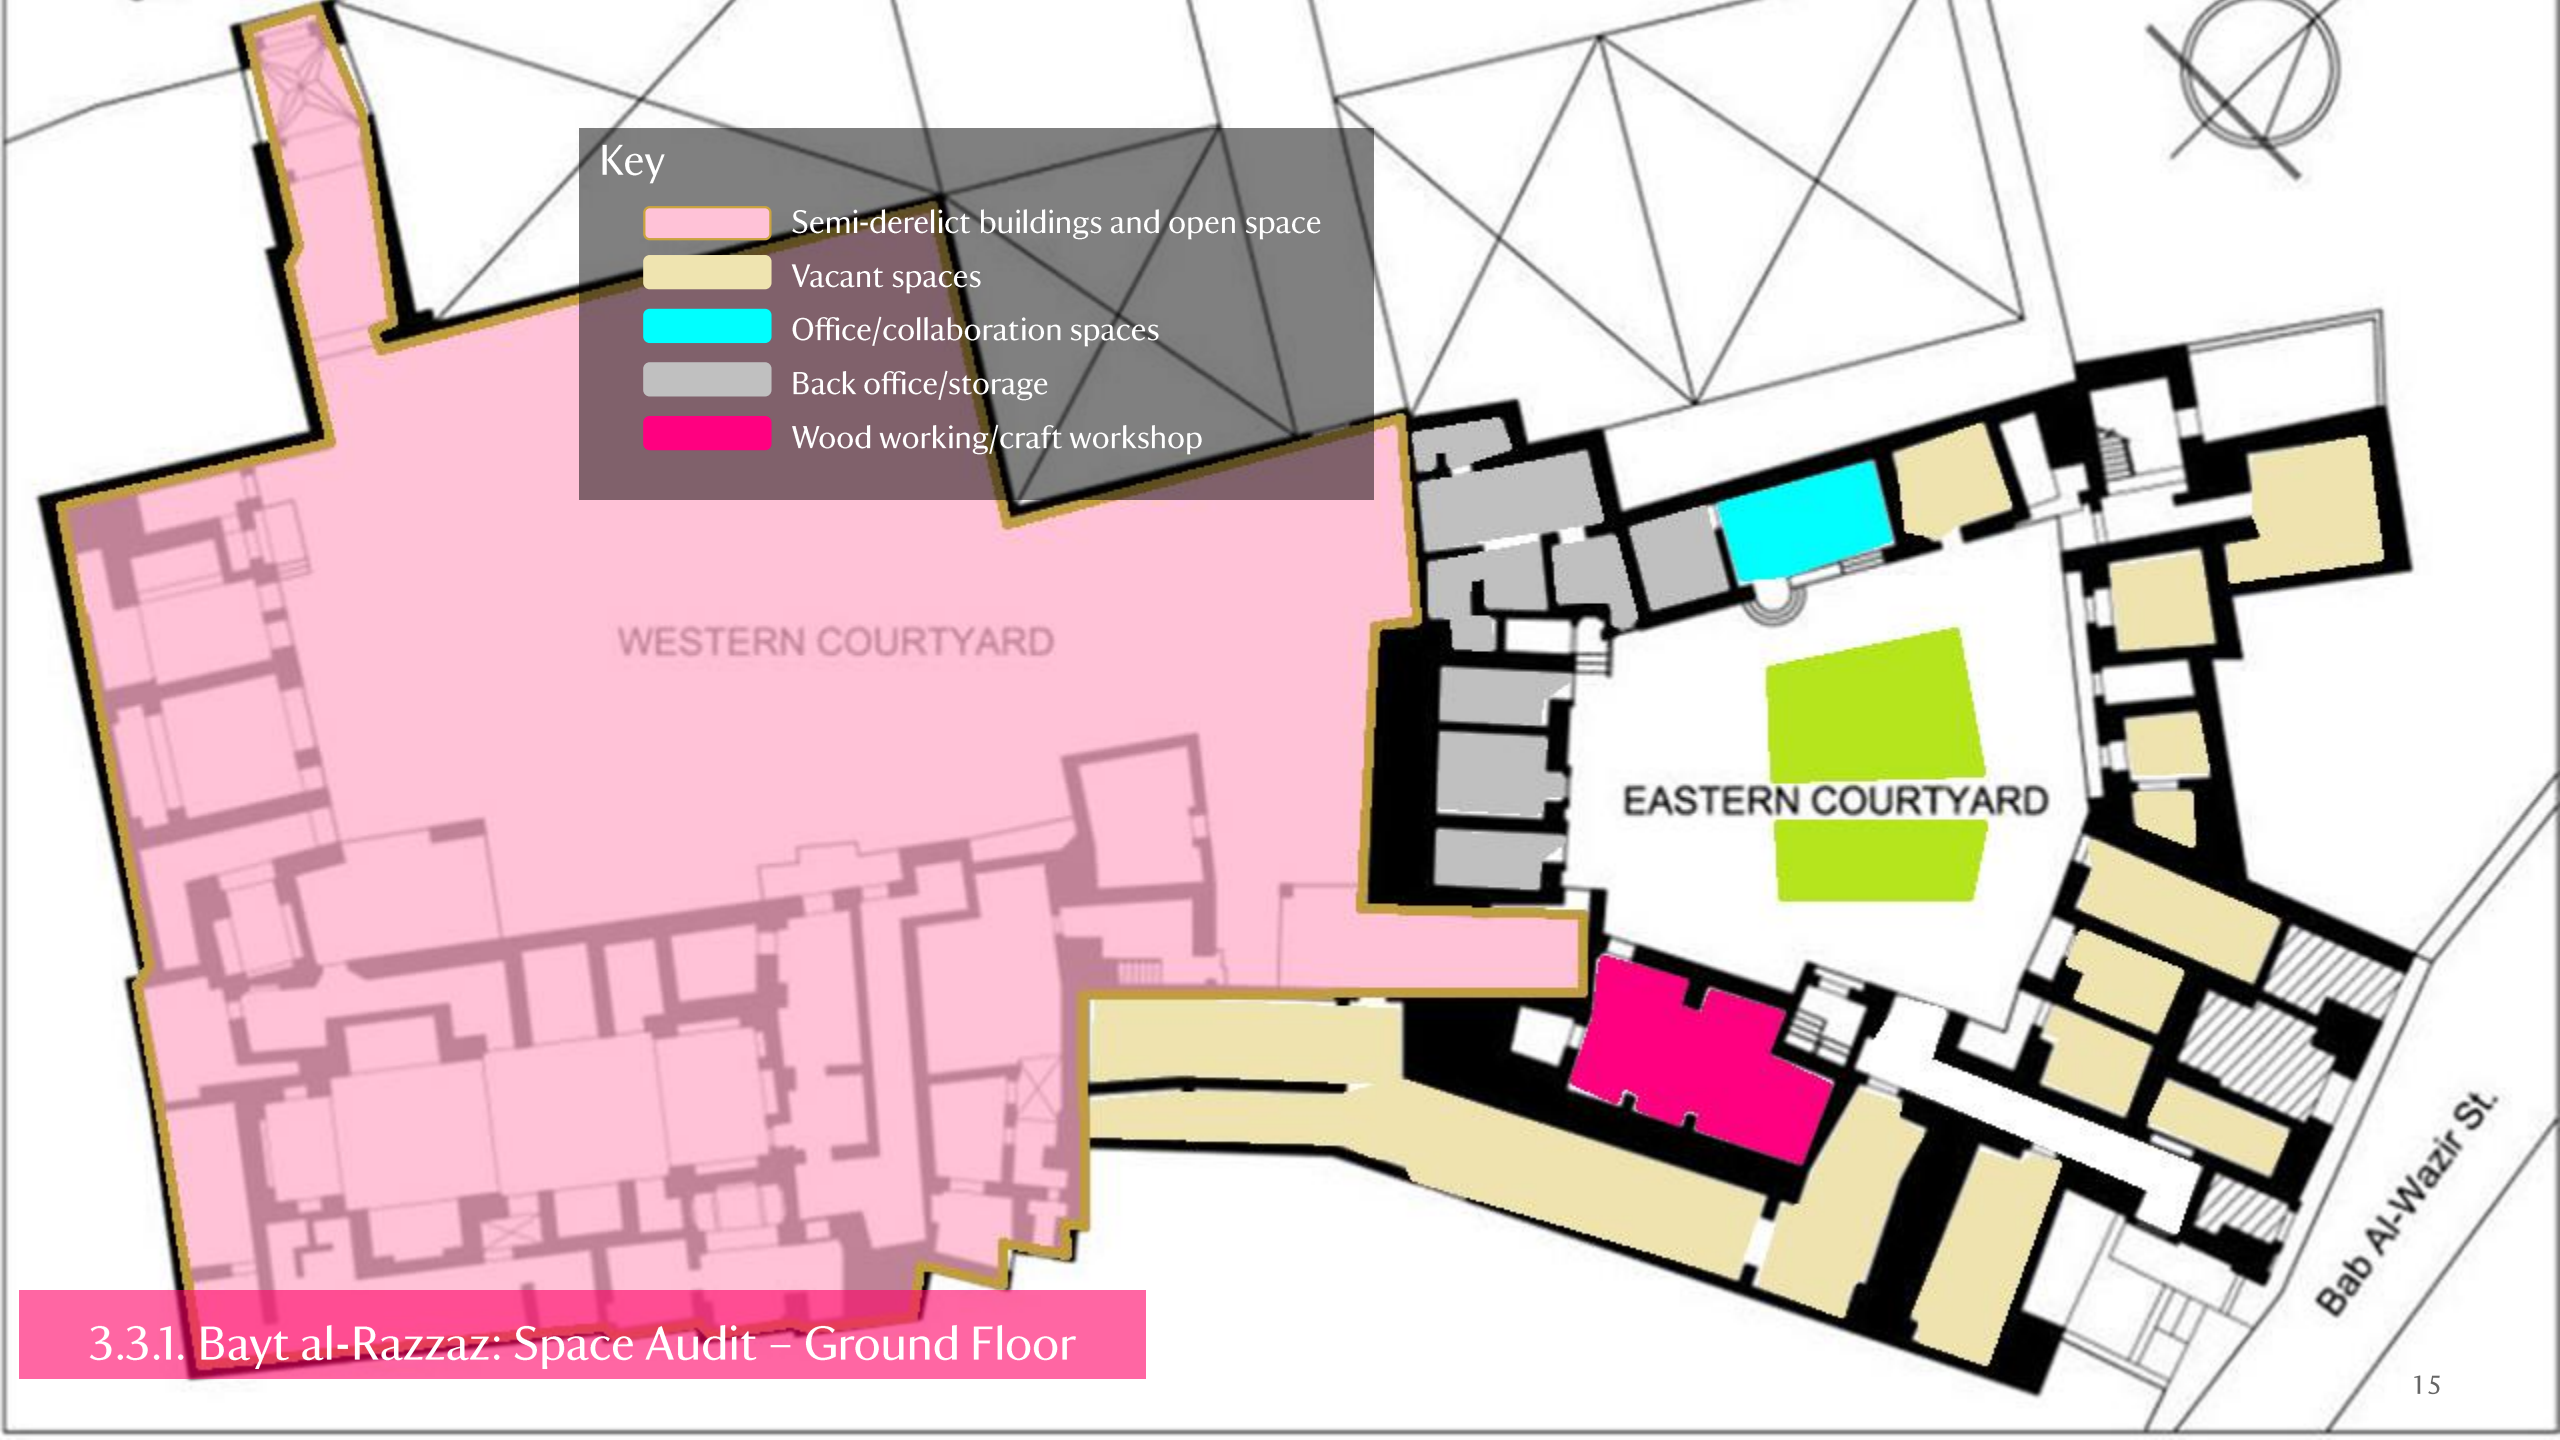 Key
Semi-derelict buildings and open space
Vacant spaces
Office/collaboration spaces
Back office/storage
Wood working/craft workshop
WESTERN COURTYARD
EASTERN COURTYARD
Bab Al-Wazir St.
3.3.1. Bayt al-Razzaz: Space Audit – Ground Floor
15